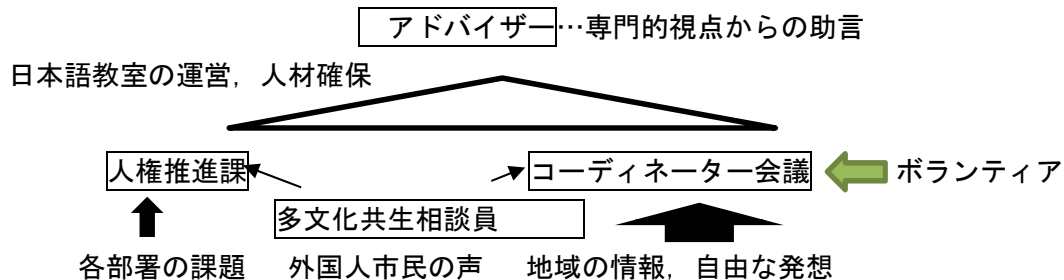 アドバイザー…専門的視点からの助言
日本語教室の運営，人材確保
人権推進課
コーディネーター会議
ボランティア
多文化共生相談員
各部署の課題
外国人市民の声
地域の情報，自由な発想